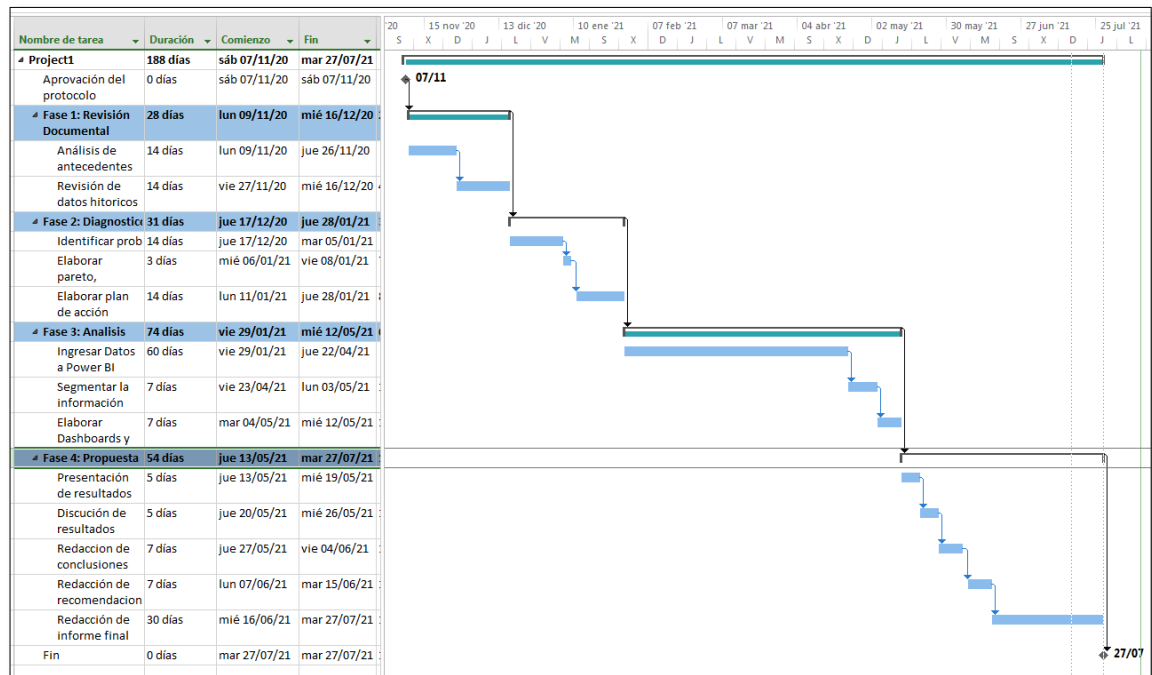 '20 15 nov '20 13 dic '20 10 ene '21 07 feb '21 07 mar '21 04 abr '21 02 may '21 30 may '21 27 jun '21 25 jul '21
Nombre de tarea Duración Comienzo Fin S X D J L V M S X D J L V M S X D J L V M S X D J L
Project1 188 días sáb 07/11/20 mar 27/07/21
Aprovación del 0 días sáb 07/11/20 sáb 07/11/20 07/11
protocolo
Fase 1: Revisión 28 días lun 09/11/20 mié 16/12/20
Documental
Análisis de 14 días lun 09/11/20 jue 26/11/20
antecedentes
Revisión de 14 días vie 27/11/20 mié 16/12/20
datos hitoricos
Fase 2: Diagnostico 31 días jue 17/12/20 jue 28/01/21
Identificar prob 14 días jue 17/12/20 mar 05/01/21
Elaborar 3 días mié 06/01/21 vie 08/01/21
pareto,
Elaborar plan 14 días lun 11/01/21 jue 28/01/21
de acción
Fase 3: Analisis 74 días vie 29/01/21 mié 12/05/21
Ingresar Datos 60 días vie 29/01/21 jue 22/04/21
a Power BI
Segmentar la 7 días vie 23/04/21 lun 03/05/21
información
Elaborar 7 días mar 04/05/21 mié 12/05/21
Dashboards y
Fase 4: Propuesta 54 días jue 13/05/21 mar 27/07/21
Presentación 5 días jue 13/05/21 mié 19/05/21
de resultados
Discución de 5 días jue 20/05/21 mié 26/05/21
resultados
Redaccion de 7 días jue 27/05/21 vie 04/06/21
conclusiones
Redacción de 7 días lun 07/06/21 mar 15/06/21
recomendacion
Redacción de 30 días mié 16/06/21 mar 27/07/21
informe final
Fin 0 días mar 27/07/21 mar 27/07/21 27/07